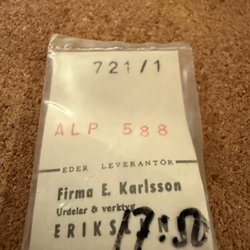 721/1
ALP 588
EDER LEVERANTÖR
Firma E. Karlsson
Urdelar & verktyg
17:50